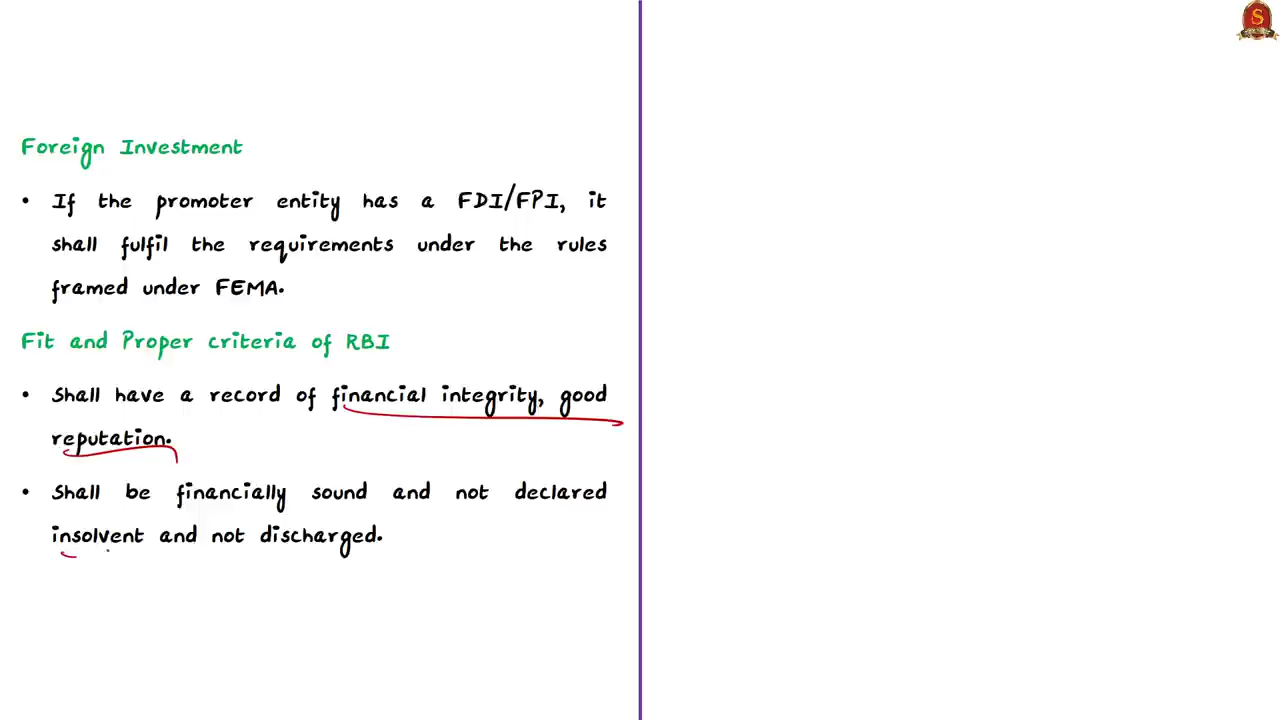 Foreign Investment
• If the promoter entity has a FDI/FPI, it
shall fulfil the requirements under the rules
framed under FEMA.
Fit and Proper criteria of RBI
• Shall have a record of financial integrity, good
reputation.
• Shall be financially sound and not declared
insolvent and not discharged.
S